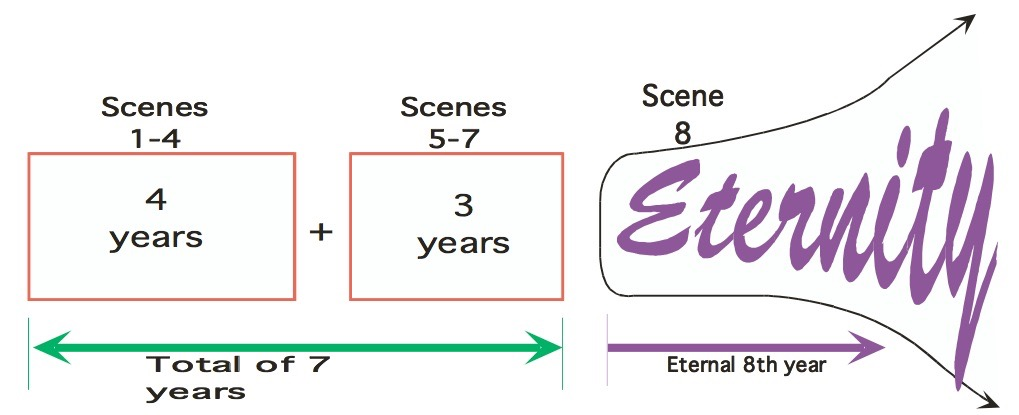 Scenes
1-4
4
years
+
Scenes
5-7
3
years
Scene
8
Eternity
Total of 7
years
Eternal 8th year